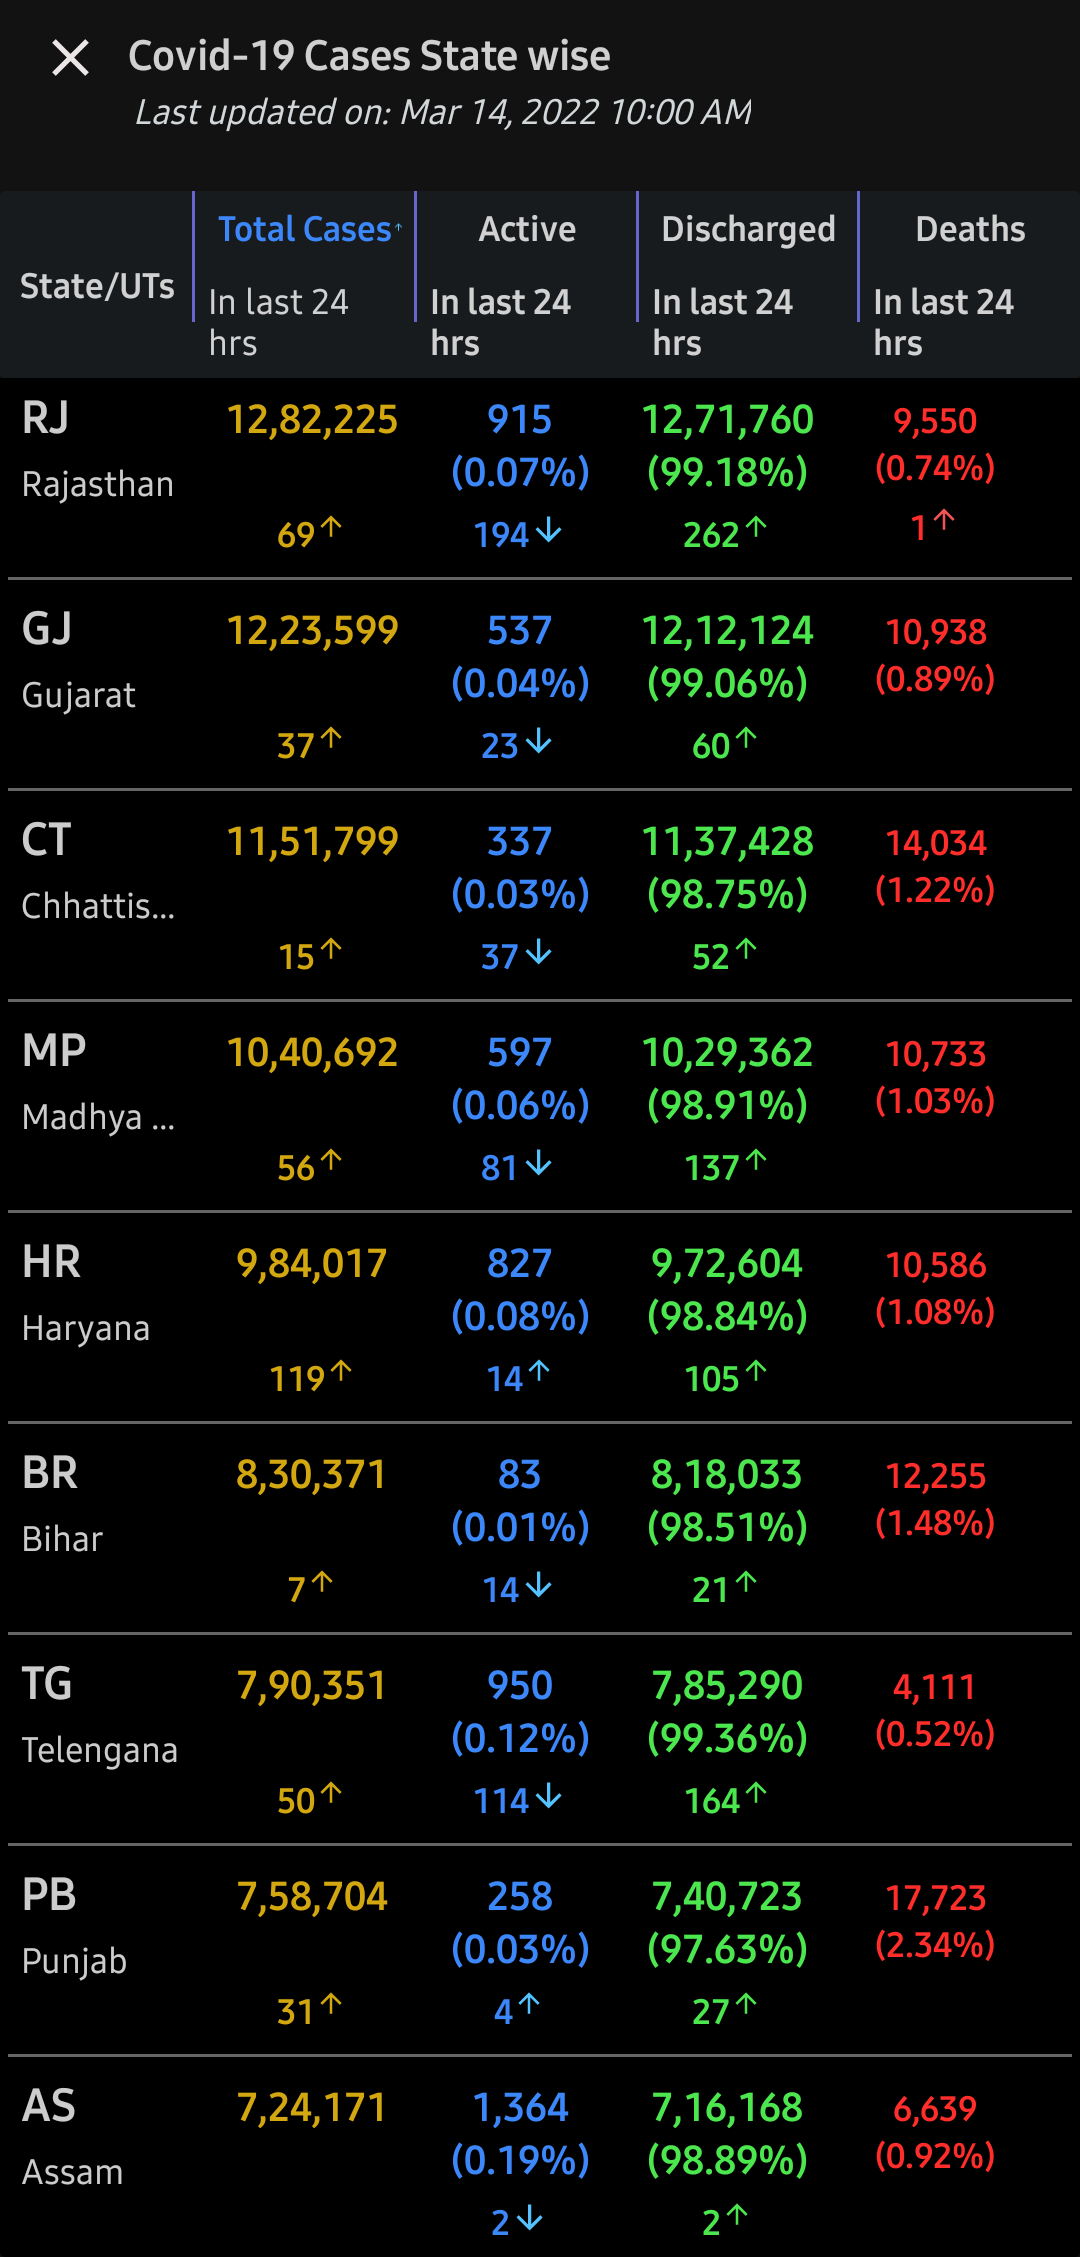 Covid-19 Cases State wise
Last updated on: Mar 14, 2022 10:00 AM
State/UTs
Total Cases↑ Active Discharged Deaths
In last 24 hrs In last 24 hrs In last 24 hrs In last 24 hrs
RJ 12,82,225 915 12,71,760 9,550
(0.07%) (99.18%) (0.74%)
Rajasthan
69↑ 194↓ 262↑ 1↑
GJ 12,23,599 537 12,12,124 10,938
(0.04%) (99.06%) (0.89%)
Gujarat
37↑ 23↓ 60↑
CT 11,51,799 337 11,37,428 14,034
(0.03%) (98.75%) (1.22%)
Chhattis...
15↑ 37↓ 52↑
MP 10,40,692 597 10,29,362 10,733
(0.06%) (98.91%) (1.03%)
Madhya ...
56↑ 81↓ 137↑
HR 9,84,017 827 9,72,604 10,586
(0.08%) (98.84%) (1.08%)
Haryana
119↑ 14↑ 105↑
BR 8,30,371 83 8,18,033 12,255
(0.01%) (98.51%) (1.48%)
Bihar
7↑ 14↓ 21↑
TG 7,90,351 950 7,85,290 4,111
(0.12%) (99.36%) (0.52%)
Telengana
50↑ 114↓ 164↑
PB 7,58,704 258 7,40,723 17,723
(0.03%) (97.63%) (2.34%)
Punjab
31↑ 4↑ 27↑
AS 7,24,171 1,364 7,16,168 6,639
(0.19%) (98.89%) (0.92%)
Assam
2↓ 2↑